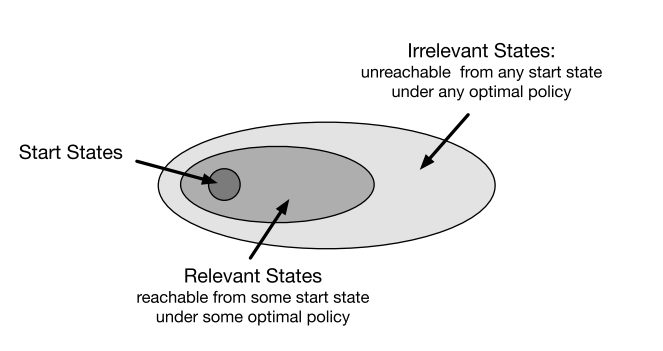 Irrelevant States:
unreachable from any start state
under any optimal policy
Start States
Relevant States
reachable from some start state
under some optimal policy